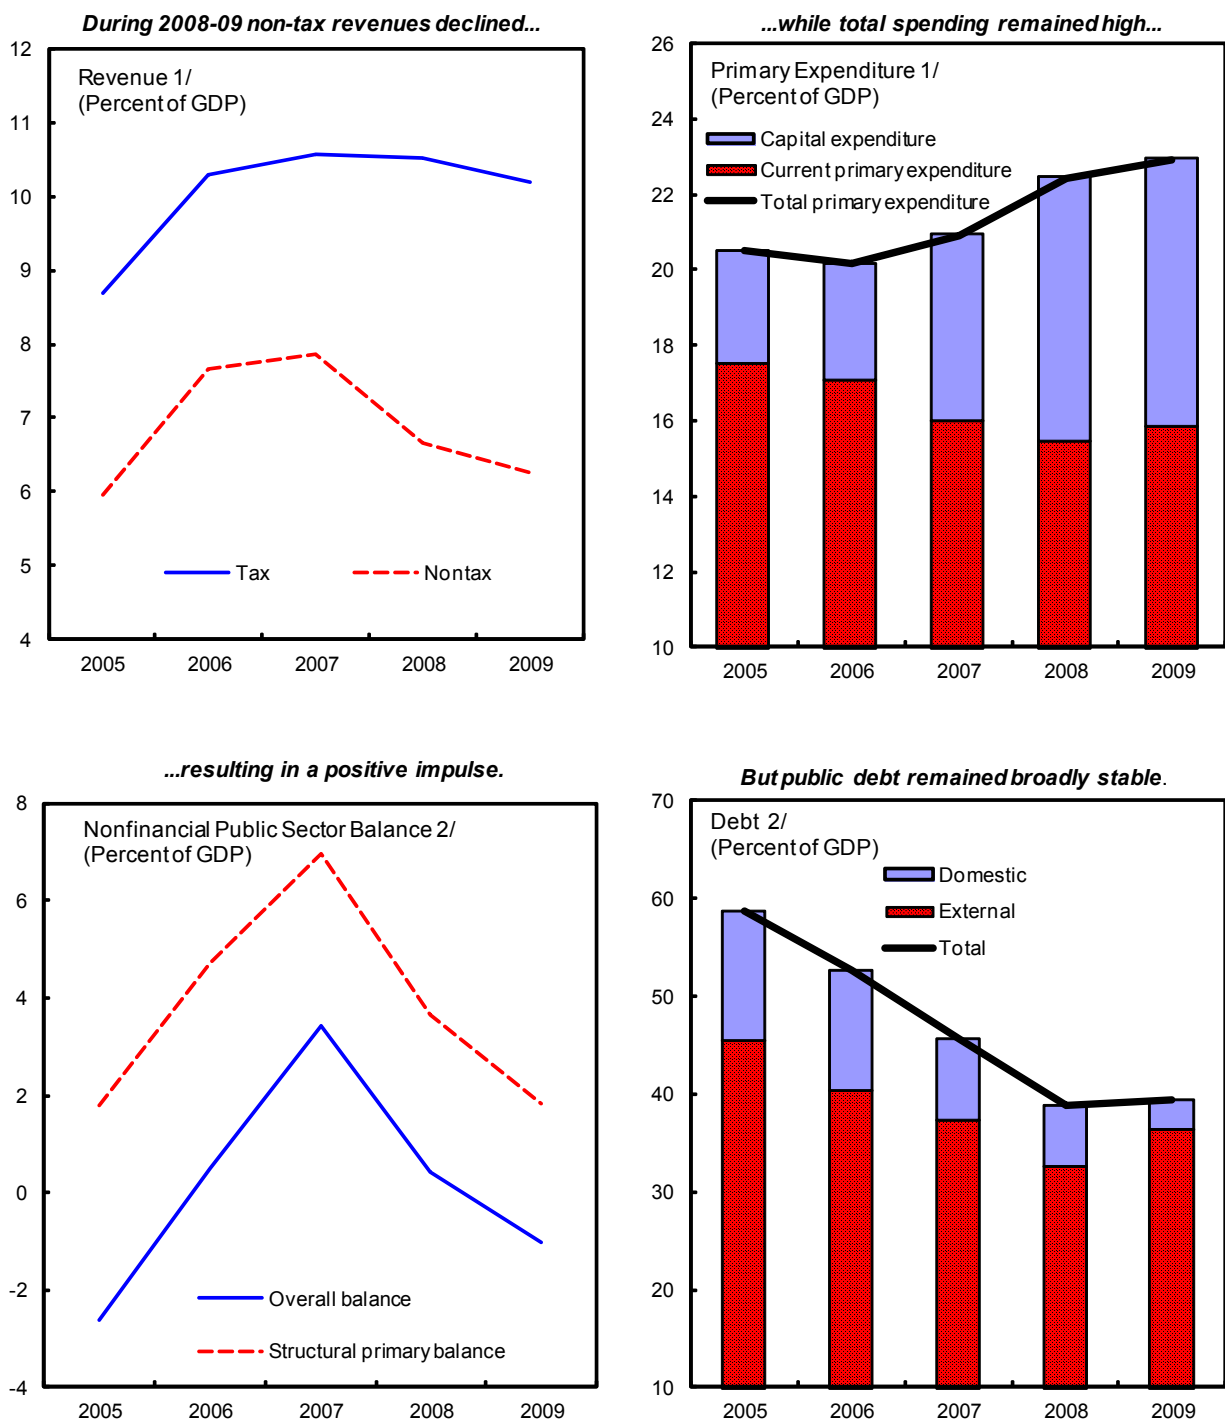 During 2008-09 non-tax revenues declined...
12
11
10
9
8
7
6
5
4
Revenue 1/
(Percent of GDP)
Tax
Nontax
2005
2006
2007
2008
2009
...while total spending remained high...
26
24
22
20
18
16
14
12
10
Primary Expenditure 1/
(Percent of GDP)
Capital expenditure
Current primary expenditure
Total primary expenditure
2005
2006
2007
2008
2009
...resulting in a positive impulse.
8
6
4
2
0
-2
-4
Nonfinancial Public Sector Balance 2/
(Percent of GDP)
Overall balance
Structural primary balance
2005
2006
2007
2008
2009
But public debt remained broadly stable.
70
60
50
40
30
20
10
Debt 2/
(Percent of GDP)
Domestic
External
Total
2005
2006
2007
2008
2009